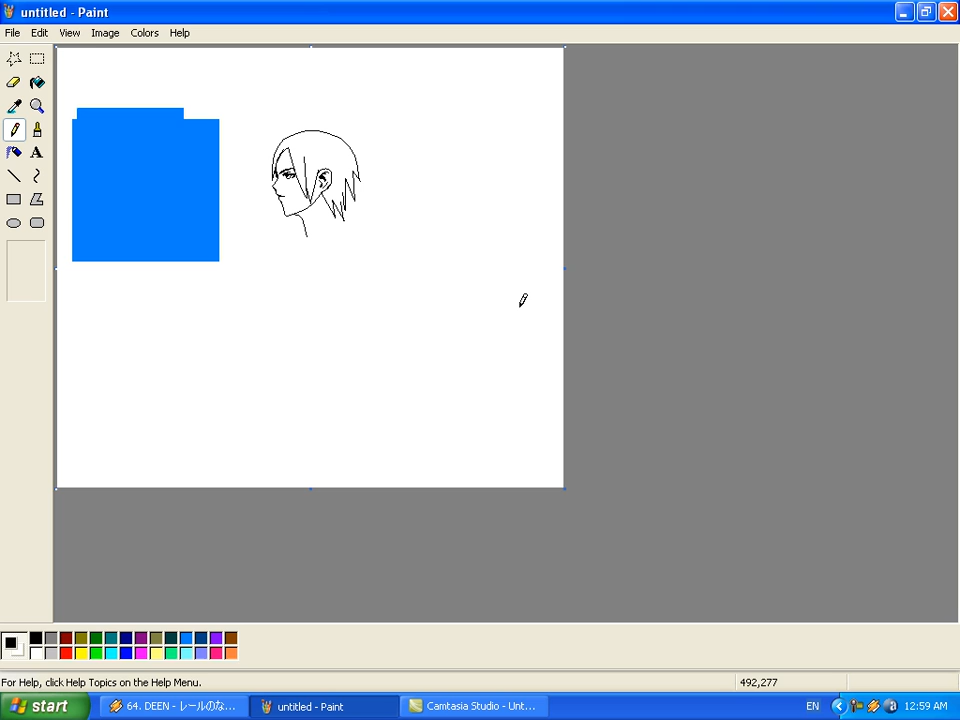 untitled - Paint
File Edit View Image Colors Help
A
For Help, click Help Topics on the Help Menu.
492,277
start
64. DEEN - レールのな...
untitled - Paint
Camtasia Studio - Unt...
EN
12:59 AM